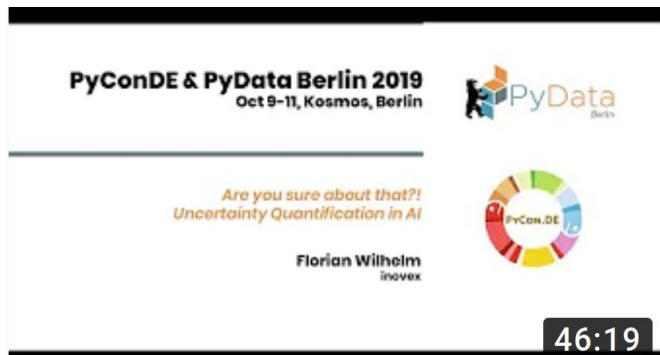 PyConDE & PyData Berlin 2019
Oct 9-11, Kosmos, Berlin
PyData
Berlin
Are you sure about that?!
Uncertainty Quantification in AI
PYCON.DE
Florian Wilhelm
inovex
46:19